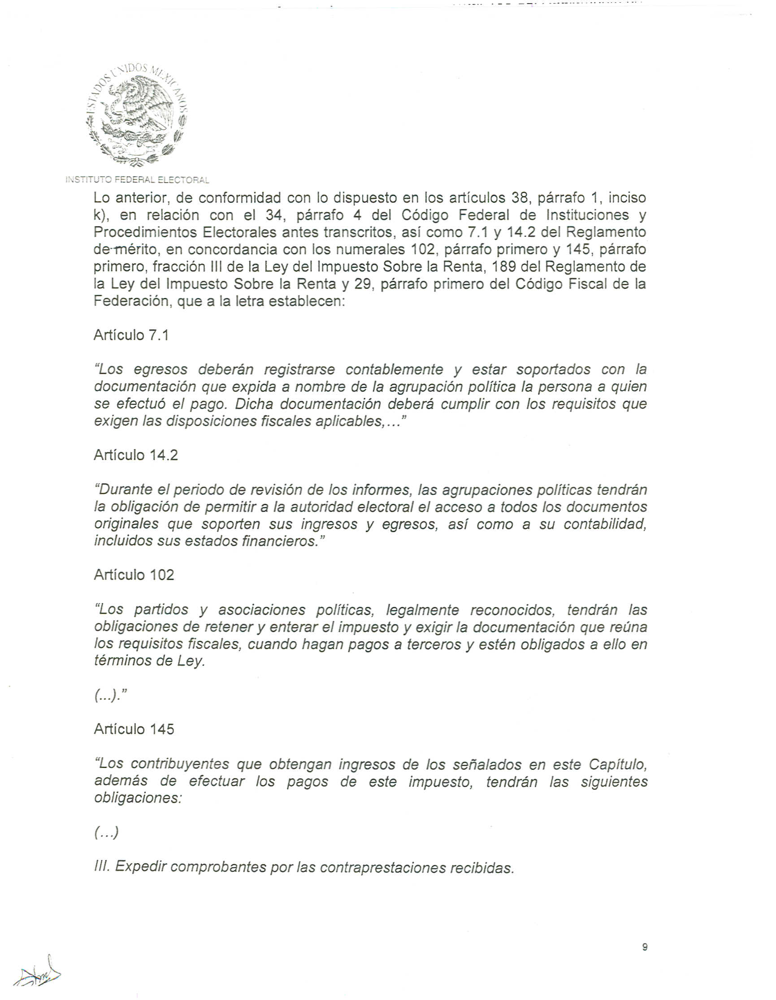 ESTADOS UNIDOS MEXICANOS
INSTITUTO FEDERAL ELECTORAL
Lo anterior, de conformidad con lo dispuesto en los artículos 38, párrafo 1, inciso
k), en relación con el 34, párrafo 4 del Código Federal de Instituciones y
Procedimientos Electorales antes transcritos, así como 7.1 y 14.2 del Reglamento
de mérito, en concordancia con los numerales 102, párrafo primero y 145, párrafo
primero, fracción III de la Ley del Impuesto Sobre la Renta, 189 del Reglamento de
la Ley del Impuesto Sobre la Renta y 29, párrafo primero del Código Fiscal de la
Federación, que a la letra establecen:
Artículo 7.1
“Los egresos deberán registrarse contablemente y estar soportados con la
documentación que expida a nombre de la agrupación política la persona a quien
se efectuó el pago. Dicha documentación deberá cumplir con los requisitos que
exigen las disposiciones fiscales aplicables,...”
Artículo 14.2
“Durante el periodo de revisión de los informes, las agrupaciones políticas tendrán
la obligación de permitir a la autoridad electoral el acceso a todos los documentos
originales que soporten sus ingresos y egresos, así como a su contabilidad,
incluidos sus estados financieros.”
Artículo 102
“Los partidos y asociaciones políticas, legalmente reconocidos, tendrán las
obligaciones de retener y enterar el impuesto y exigir la documentación que reúna
los requisitos fiscales, cuando hagan pagos a terceros y estén obligados a ello en
términos de Ley.
(...).”
Artículo 145
“Los contribuyentes que obtengan ingresos de los señalados en este Capítulo,
además de efectuar los pagos de este impuesto, tendrán las siguientes
obligaciones:
(...)
III. Expedir comprobantes por las contraprestaciones recibidas.
9